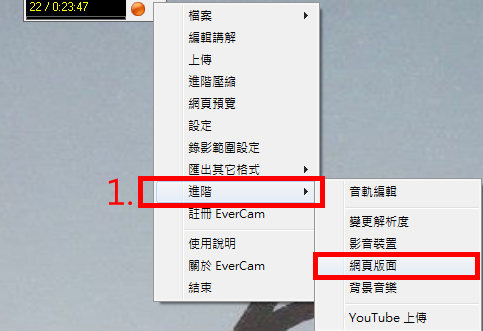 22 / 0:23:47
檔案
編輯講解
上傳
進階壓縮
網頁預覽
設定
錄影範圍設定
匯出其它格式
1.
進階
註冊 EverCam
使用說明
關於 EverCam
結束
音軌編輯
變更解析度
影音裝置
網頁版面
背景音樂
YouTube 上傳